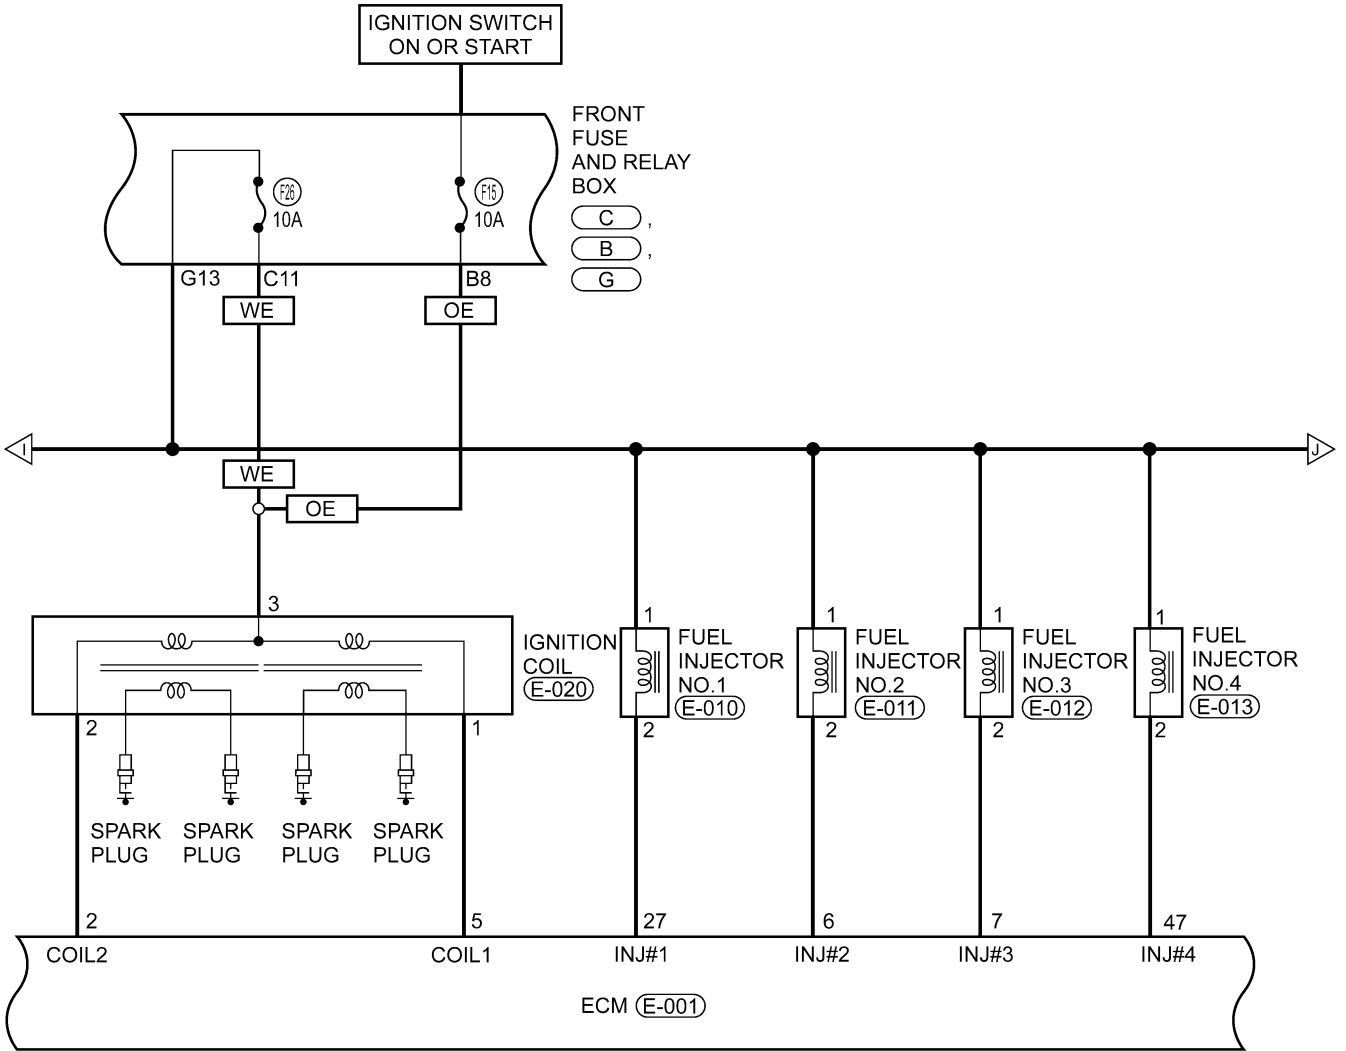 IGNITION SWITCH
ON OR START
FRONT
FUSE
AND RELAY
BOX
C ,
B ,
G
F26
10A
F15
10A
G13
C11
B8
WE
OE
I
J
WE
OE
3
IGNITION
COIL
E-020
2
1
1
FUEL
INJECTOR
NO.1
E-010
2
1
FUEL
INJECTOR
NO.2
E-011
2
1
FUEL
INJECTOR
NO.3
E-012
2
1
FUEL
INJECTOR
NO.4
E-013
2
SPARK
PLUG
SPARK
PLUG
SPARK
PLUG
SPARK
PLUG
2
5
27
6
7
47
COIL2
COIL1
INJ#1
INJ#2
INJ#3
INJ#4
ECM E-001